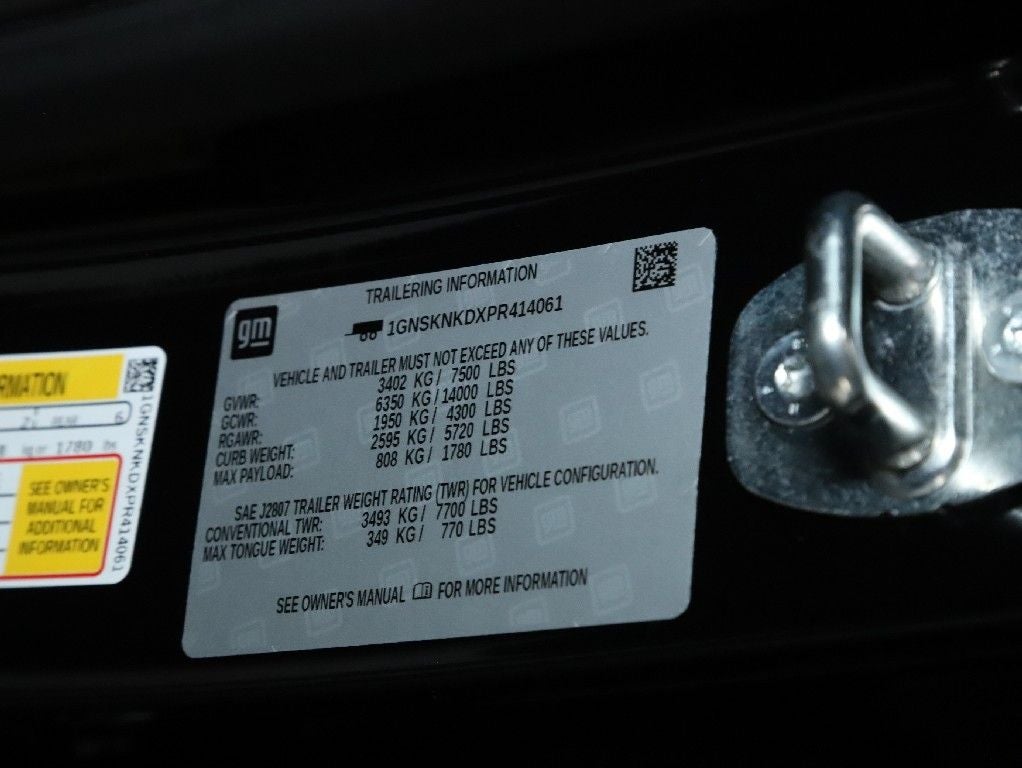 gm
TRAILERING INFORMATION
1GNSKNKDXPR414061
VEHICLE AND TRAILER MUST NOT EXCEED ANY OF THESE VALUES.
GVWR: 3402 KG / 7500 LBS
GCWR: 6350 KG / 14000 LBS
RGAWR: 1950 KG / 4300 LBS
CURB WEIGHT: 2595 KG / 5720 LBS
MAX PAYLOAD: 808 KG / 1780 LBS
SAE J2807 TRAILER WEIGHT RATING (TWR) FOR VEHICLE CONFIGURATION.
CONVENTIONAL TWR: 3493 KG / 7700 LBS
MAX TONGUE WEIGHT: 349 KG / 770 LBS
SEE OWNER'S MANUAL FOR MORE INFORMATION
RMATION
6
1780
SEE OWNER'S
MANUAL FOR
ADDITIONAL
INFORMATION
1GNSKNKDXPR414061